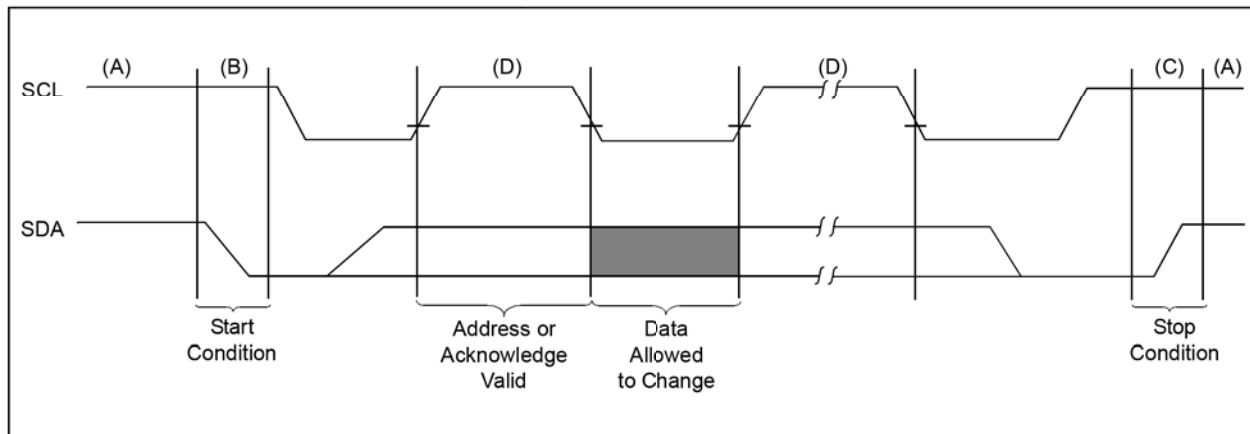 (A) (B) (D) (D) (C) (A)
SCL
SDA
Start
Condition
Address or
Acknowledge
Valid
Data
Allowed
to Change
Stop
Condition